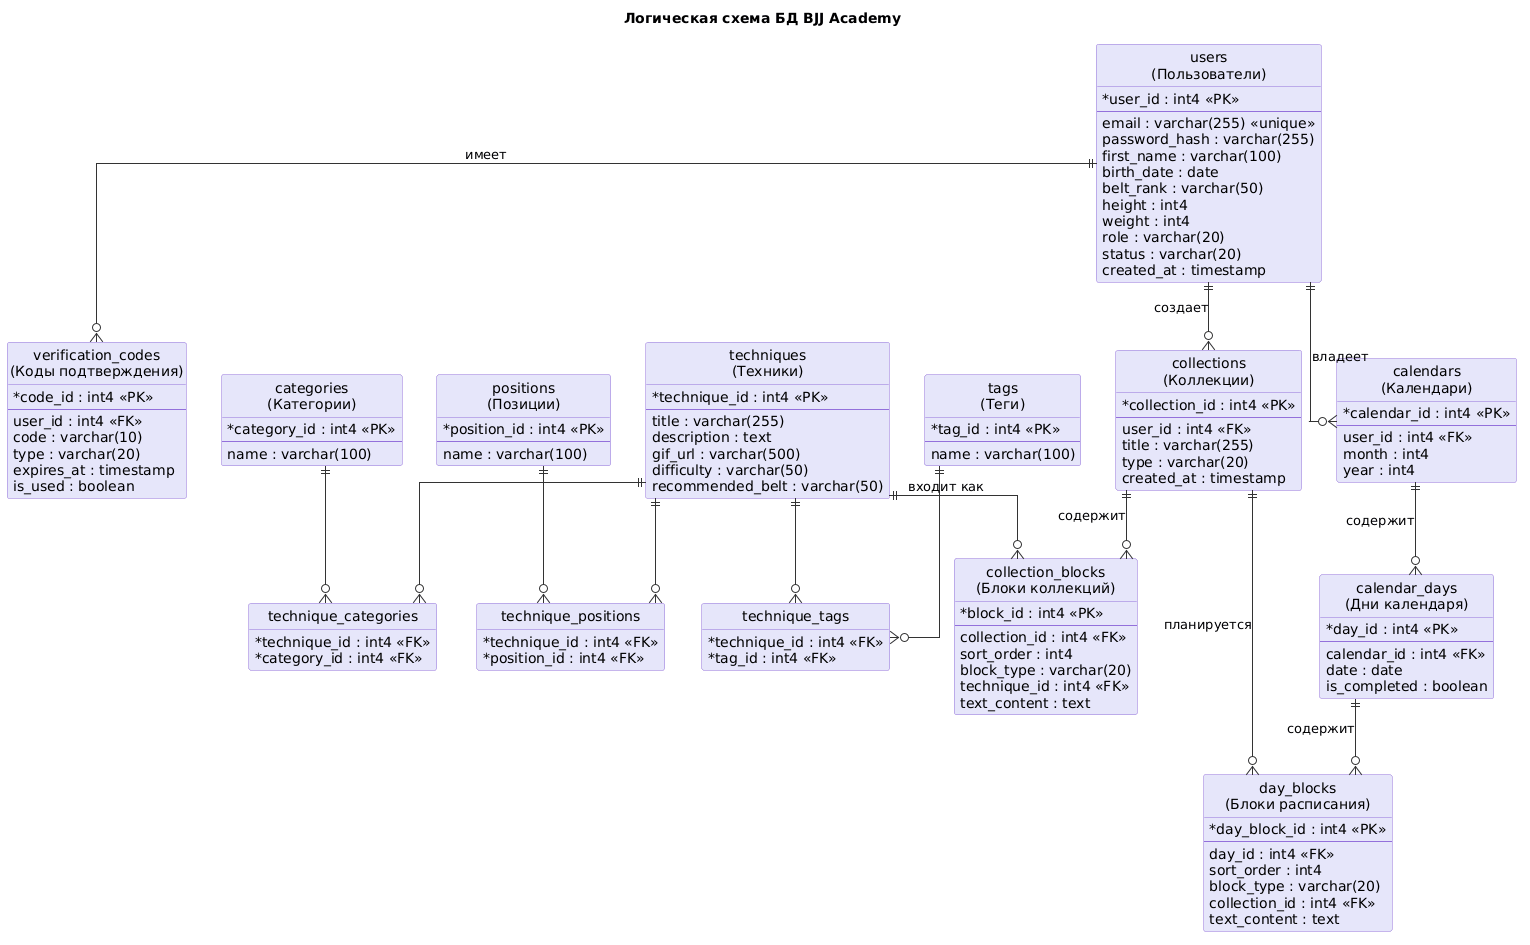 Логическая схема БД BJJ Academy
users
(Пользователи)
*user_id : int4 «PK»
email : varchar(255) «unique»
password_hash : varchar(255)
first_name : varchar(100)
birth_date : date
belt_rank : varchar(50)
height : int4
weight : int4
role : varchar(20)
status : varchar(20)
created_at : timestamp
имеет
создает
владеет
verification_codes
(Коды подтверждения)
*code_id : int4 «PK»
user_id : int4 «FK»
code : varchar(10)
type : varchar(20)
expires_at : timestamp
is_used : boolean
categories
(Категории)
*category_id : int4 «PK»
name : varchar(100)
positions
(Позиции)
*position_id : int4 «PK»
name : varchar(100)
techniques
(Техники)
*technique_id : int4 «PK»
title : varchar(255)
description : text
gif_url : varchar(500)
difficulty : varchar(50)
recommended_belt : varchar(50)
tags
(Теги)
*tag_id : int4 «PK»
name : varchar(100)
collections
(Коллекции)
*collection_id : int4 «PK»
user_id : int4 «FK»
title : varchar(255)
type : varchar(20)
created_at : timestamp
calendars
(Календари)
*calendar_id : int4 «PK»
user_id : int4 «FK»
month : int4
year : int4
входит как
содержит
содержит
technique_categories
*technique_id : int4 «FK»
*category_id : int4 «FK»
technique_positions
*technique_id : int4 «FK»
*position_id : int4 «FK»
technique_tags
*technique_id : int4 «FK»
*tag_id : int4 «FK»
collection_blocks
(Блоки коллекций)
*block_id : int4 «PK»
collection_id : int4 «FK»
sort_order : int4
block_type : varchar(20)
technique_id : int4 «FK»
text_content : text
планируется
calendar_days
(Дни календаря)
*day_id : int4 «PK»
calendar_id : int4 «FK»
date : date
is_completed : boolean
содержит
day_blocks
(Блоки расписания)
*day_block_id : int4 «PK»
day_id : int4 «FK»
sort_order : int4
block_type : varchar(20)
collection_id : int4 «FK»
text_content : text